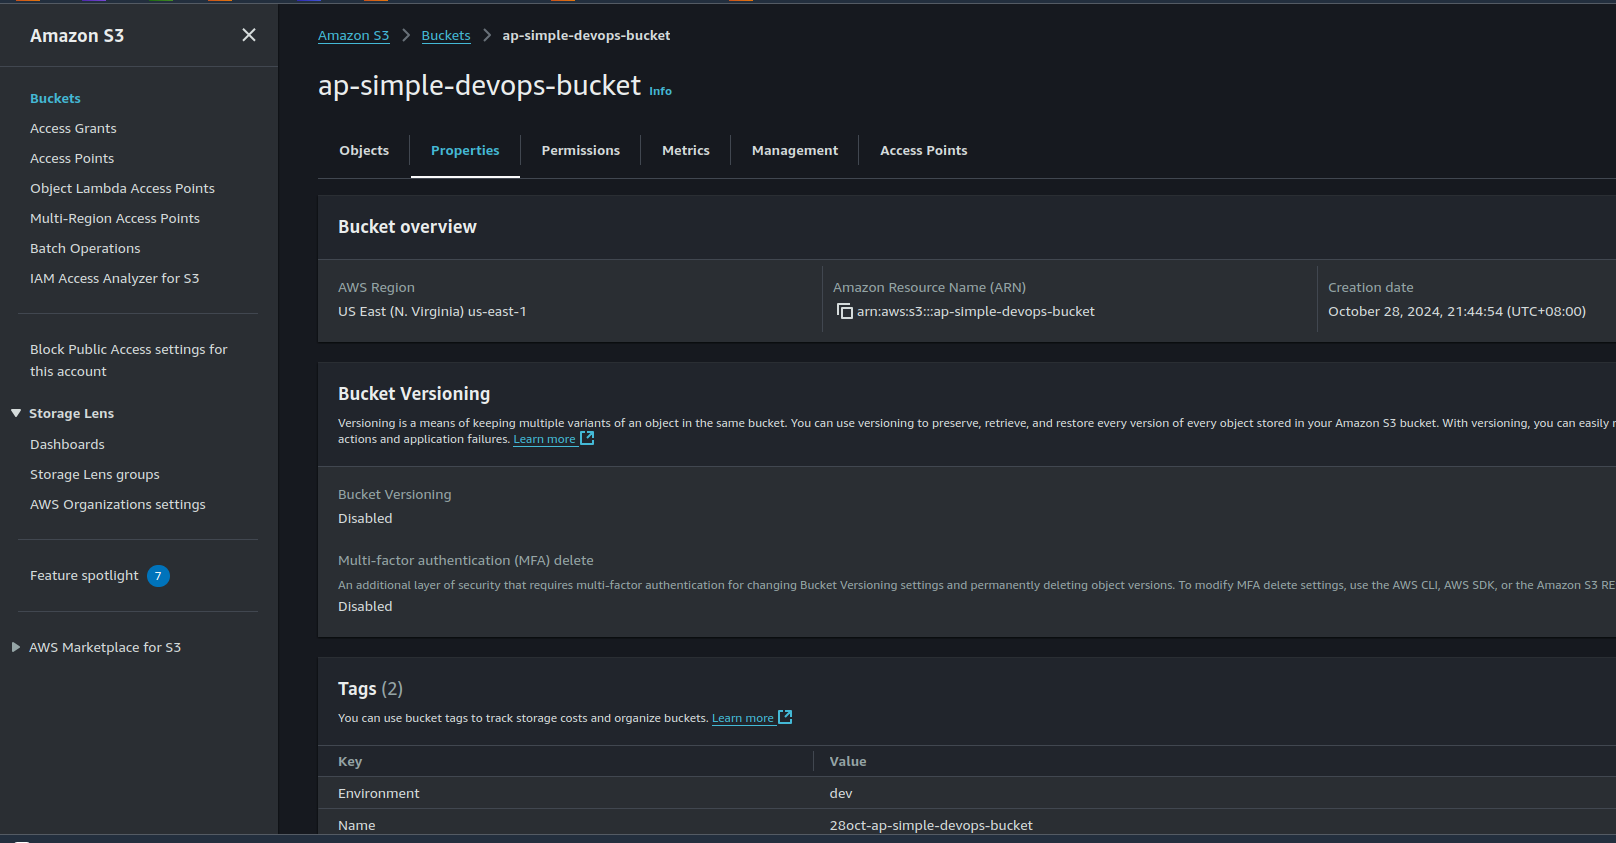 Amazon S3
Buckets
Access Grants
Access Points
Object Lambda Access Points
Multi-Region Access Points
Batch Operations
IAM Access Analyzer for S3
Block Public Access settings for
this account
Storage Lens
Dashboards
Storage Lens groups
AWS Organizations settings
Feature spotlight 7
AWS Marketplace for S3
Amazon S3 > Buckets > ap-simple-devops-bucket
ap-simple-devops-bucket Info
Objects Properties Permissions Metrics Management Access Points
Bucket overview
AWS Region
US East (N. Virginia) us-east-1
Amazon Resource Name (ARN)
arn:aws:s3:::ap-simple-devops-bucket
Creation date
October 28, 2024, 21:44:54 (UTC+08:00)
Bucket Versioning
Versioning is a means of keeping multiple variants of an object in the same bucket. You can use versioning to preserve, retrieve, and restore every version of every object stored in your Amazon S3 bucket. With versioning, you can easily
actions and application failures. Learn more
Bucket Versioning
Disabled
Multi-factor authentication (MFA) delete
An additional layer of security that requires multi-factor authentication for changing Bucket Versioning settings and permanently deleting object versions. To modify MFA delete settings, use the AWS CLI, AWS SDK, or the Amazon S3 RE
Disabled
Tags (2)
You can use bucket tags to track storage costs and organize buckets. Learn more
Key Value
Environment dev
Name 28oct-ap-simple-devops-bucket